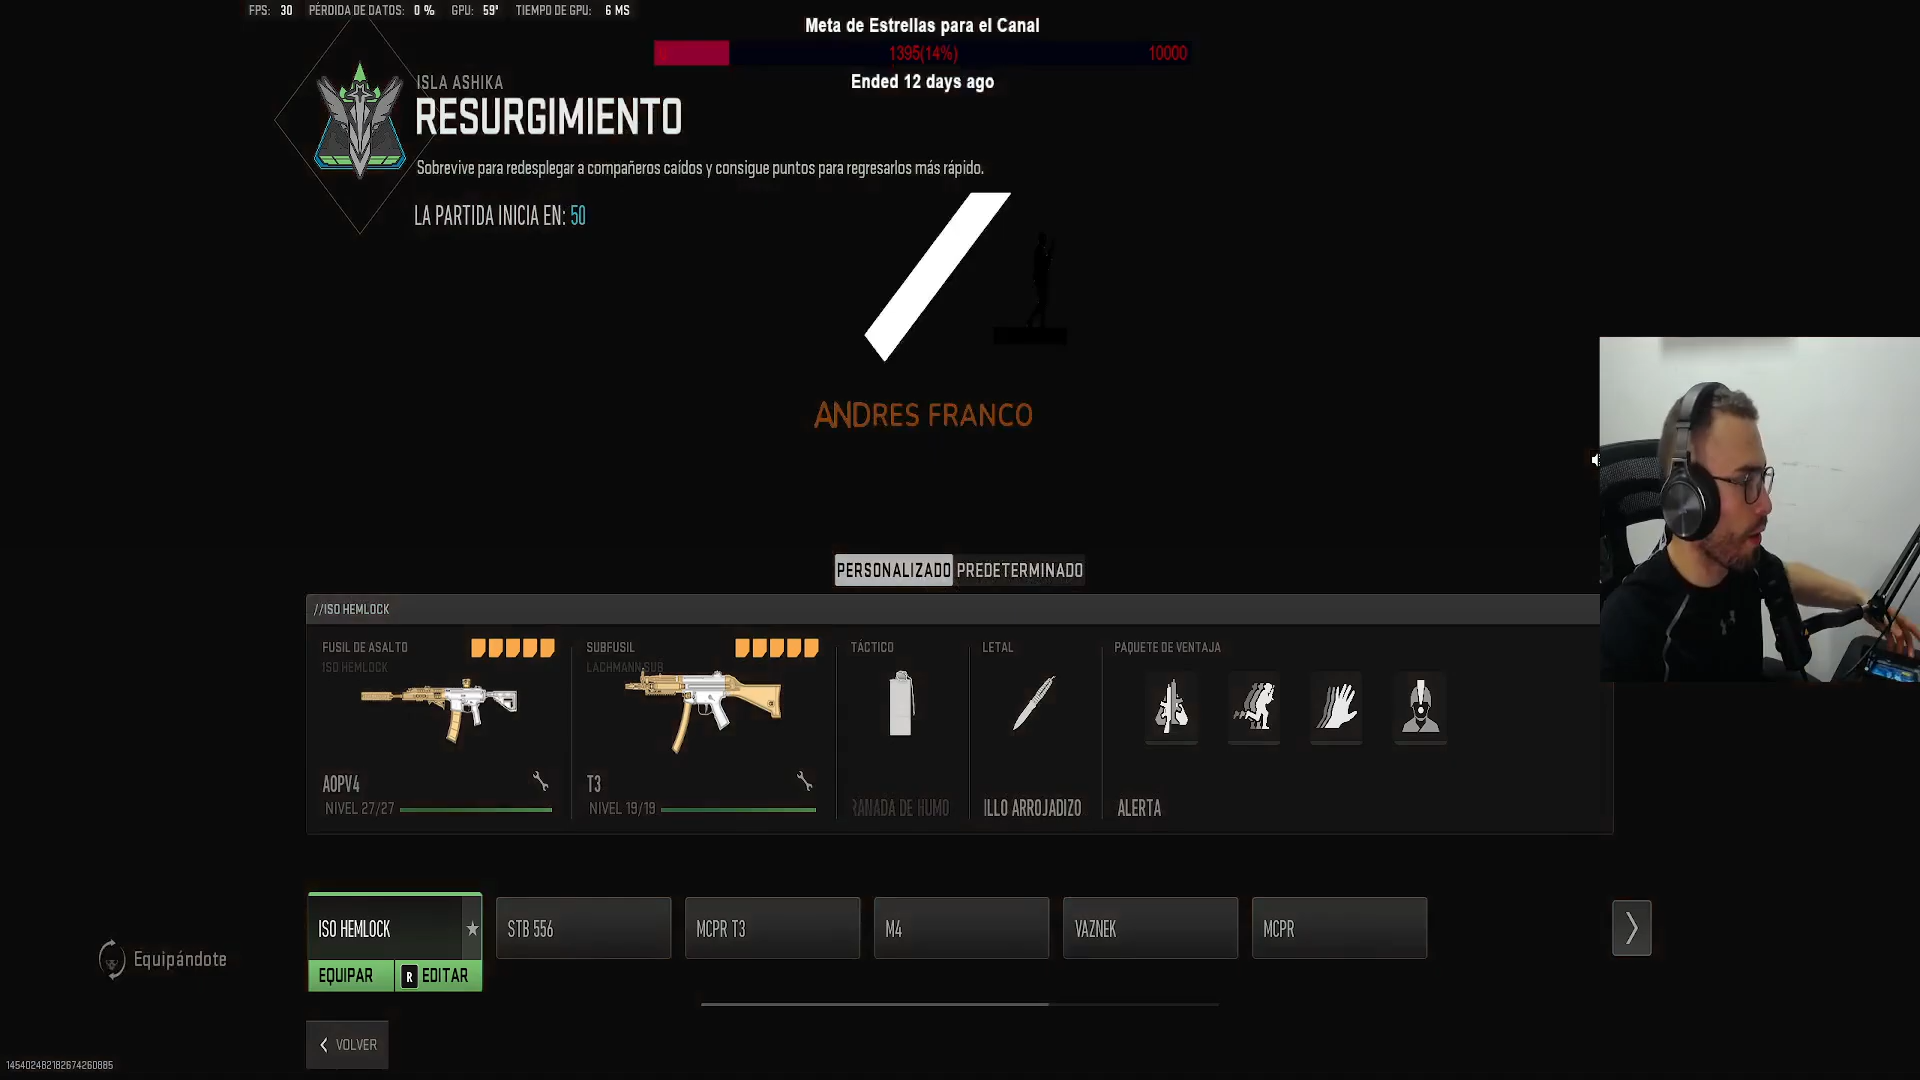 FPS: 30 PÉRDIDA DE DATOS: 0 % GPU: 59° TIEMPO DE GPU: 6 MS
Meta de Estrellas para el Canal
1395(14%) 10000
Ended 12 days ago
ISLA ASHIKA
RESURGIMIENTO
Sobrevive para redesplegar a compañeros caídos y consigue puntos para regresarlos más rápido.
LA PARTIDA INICIA EN: 50
ANDRES FRANCO
PERSONALIZADO PREDETERMINADO
//ISO HEMLOCK
FUSIL DE ASALTO SUBFUSIL TÁCTICO LETAL PAQUETE DE VENTAJA
ISO HEMLOCK LACHMANN SUB
AOPV4 T3
NIVEL 27/27 NIVEL 19/19 RANADA DE HUMO ILLO ARROJADIZO ALERTA
ISO HEMLOCK STB 556 MCPR T3 M4 VAZNEK MCPR
Equipándote
EQUIPAR R EDITAR
VOLVER
14540248218267426088​5